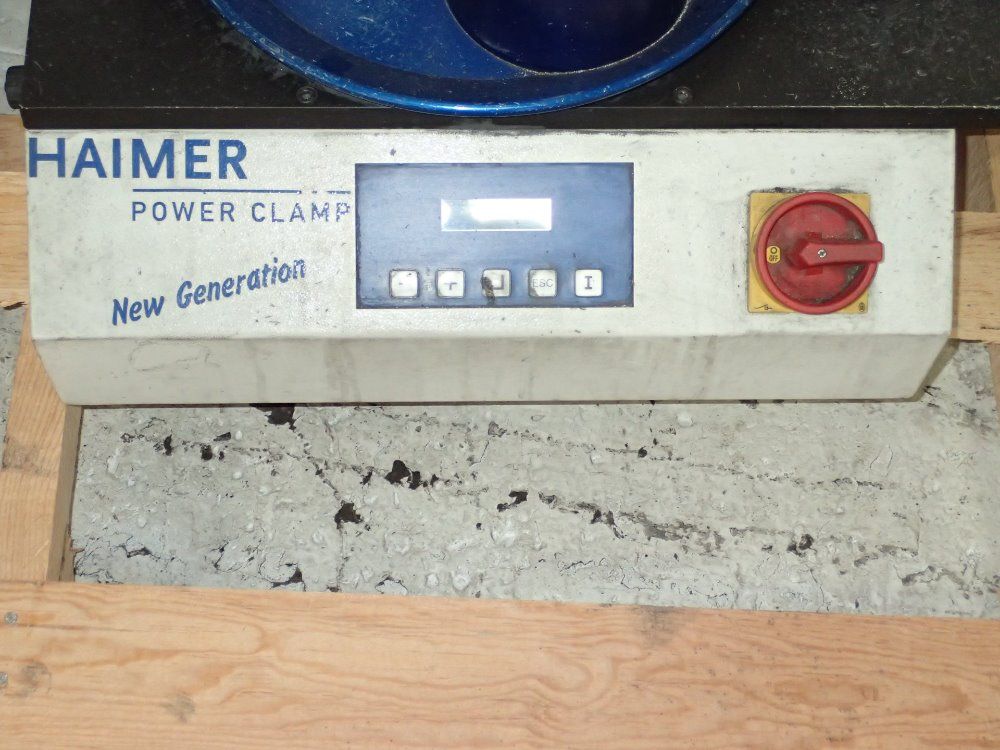 HAIMER
POWER CLAMP
New Generation
- + ESC I
OFF